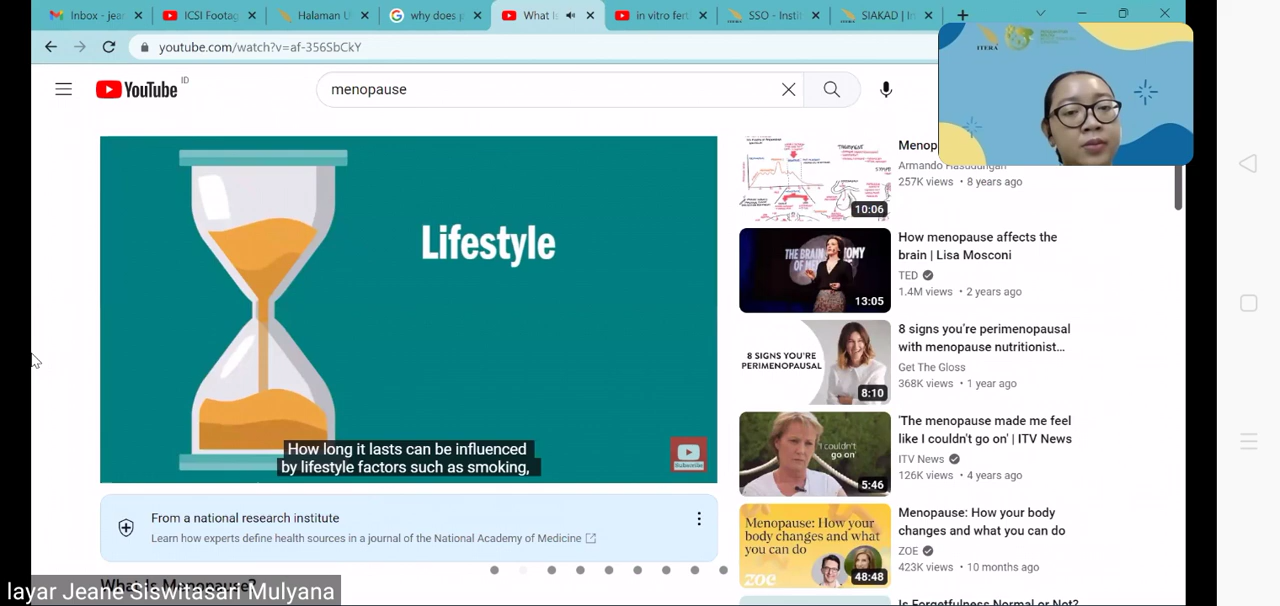 Inbox - jean
ICSI Footag
Halaman U
why does p
What Is
in vitro fert
SSO - Instit
SIAKAD | In
youtube.com/watch?v=af-356SbCkY
ITERA
YouTube ID
menopause
Lifestyle
How long it lasts can be influenced
by lifestyle factors such as smoking,
Subscribe
From a national research institute
Learn how experts define health sources in a journal of the National Academy of Medicine
What is Menopause?
layar Jeane Siswitasari Mulyana
Menop
Armando Hasudungan
257K views • 8 years ago
10:06
THE BRAIN
13:05
How menopause affects the
brain | Lisa Mosconi
TED
1.4M views • 2 years ago
8 SIGNS YOU'RE
PERIMENOPAUSAL
8:10
8 signs you're perimenopausal
with menopause nutritionist...
Get The Gloss
368K views • 1 year ago
'I couldn't
go on'
5:46
'The menopause made me feel
like I couldn't go on' | ITV News
ITV News
126K views • 4 years ago
Menopause: How your
body changes and what
you can do
ZOE
48:48
Menopause: How your body
changes and what you can do
ZOE
423K views • 10 months ago
Is Forgetfulness Normal or Not?